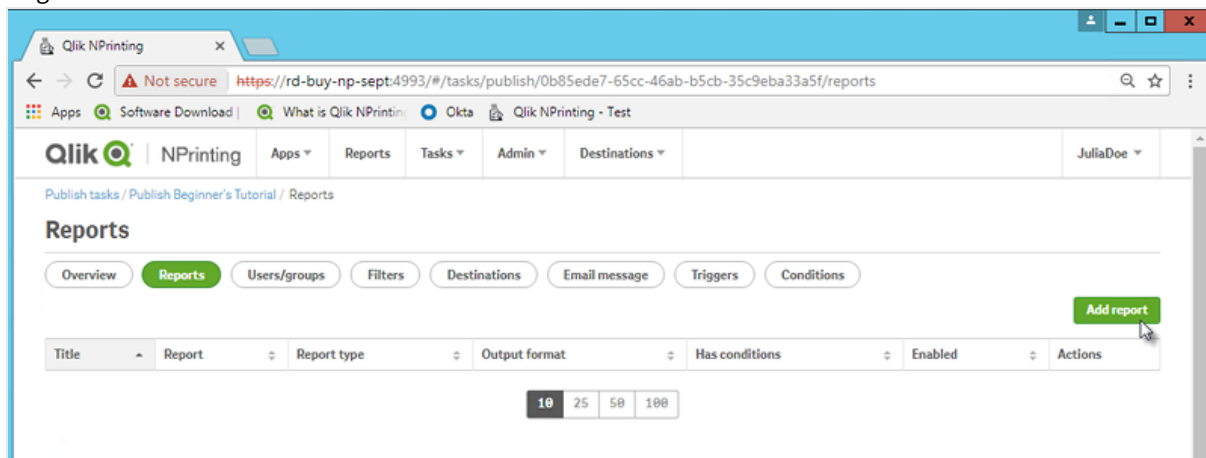 Qlik NPrinting
Not secure https://rd-buy-np-sept:4993/#/tasks/publish/0b85ede7-65cc-46ab-b5cb-35c9eba33a5f/reports
Apps Software Download | What is Qlik NPrinting Okta Qlik NPrinting - Test
Qlik NPrinting Apps Reports Tasks Admin Destinations JuliaDoe
Publish tasks / Publish Beginner's Tutorial / Reports
Reports
Overview Reports Users/groups Filters Destinations Email message Triggers Conditions
Add report
Title Report Report type Output format Has conditions Enabled Actions
10 25 50 100